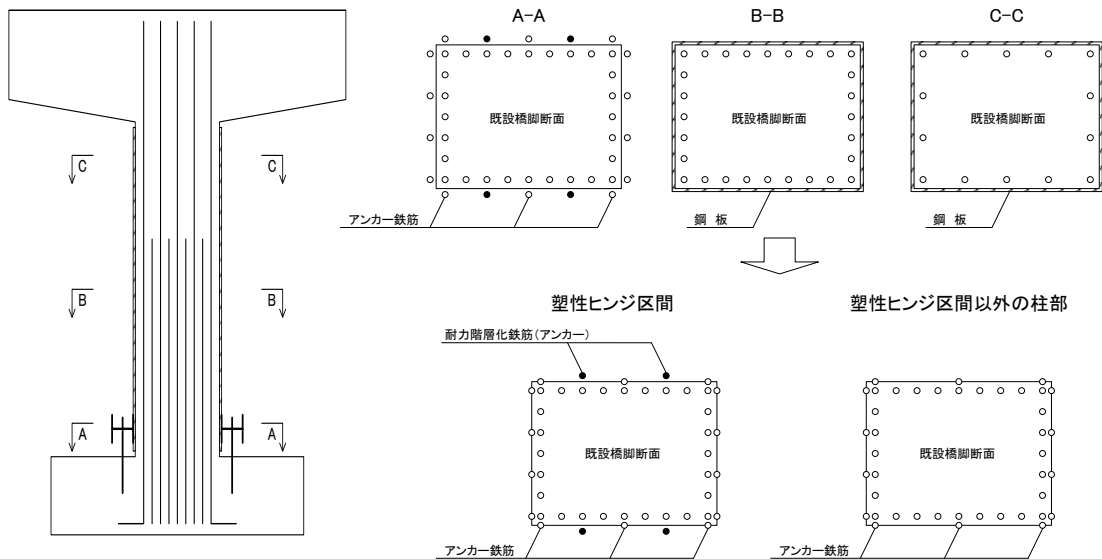 A-A
B-B
C-C
既設橋脚断面
既設橋脚断面
既設橋脚断面
アンカー鉄筋
鋼 板
鋼 板
C
C
B
B
A
A
塑性ヒンジ区間
塑性ヒンジ区間以外の柱部
耐力階層化鉄筋(アンカー)
既設橋脚断面
既設橋脚断面
アンカー鉄筋
アンカー鉄筋